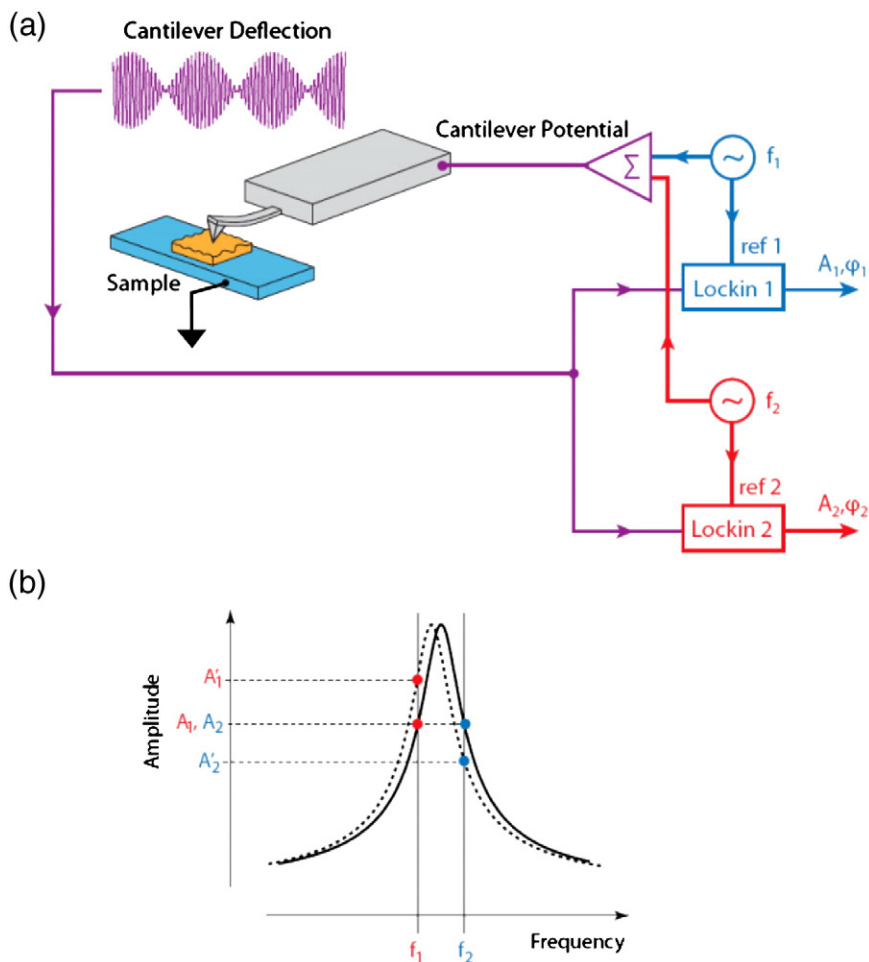 (a)
Cantilever Deflection
Cantilever Potential
Σ
~
f₁
ref 1
A₁,φ₁
Lockin 1
Sample
~
f₂
ref 2
A₂,φ₂
Lockin 2
(b)
Amplitude
A'₁
A₁, A₂
A'₂
f₁
f₂
Frequency